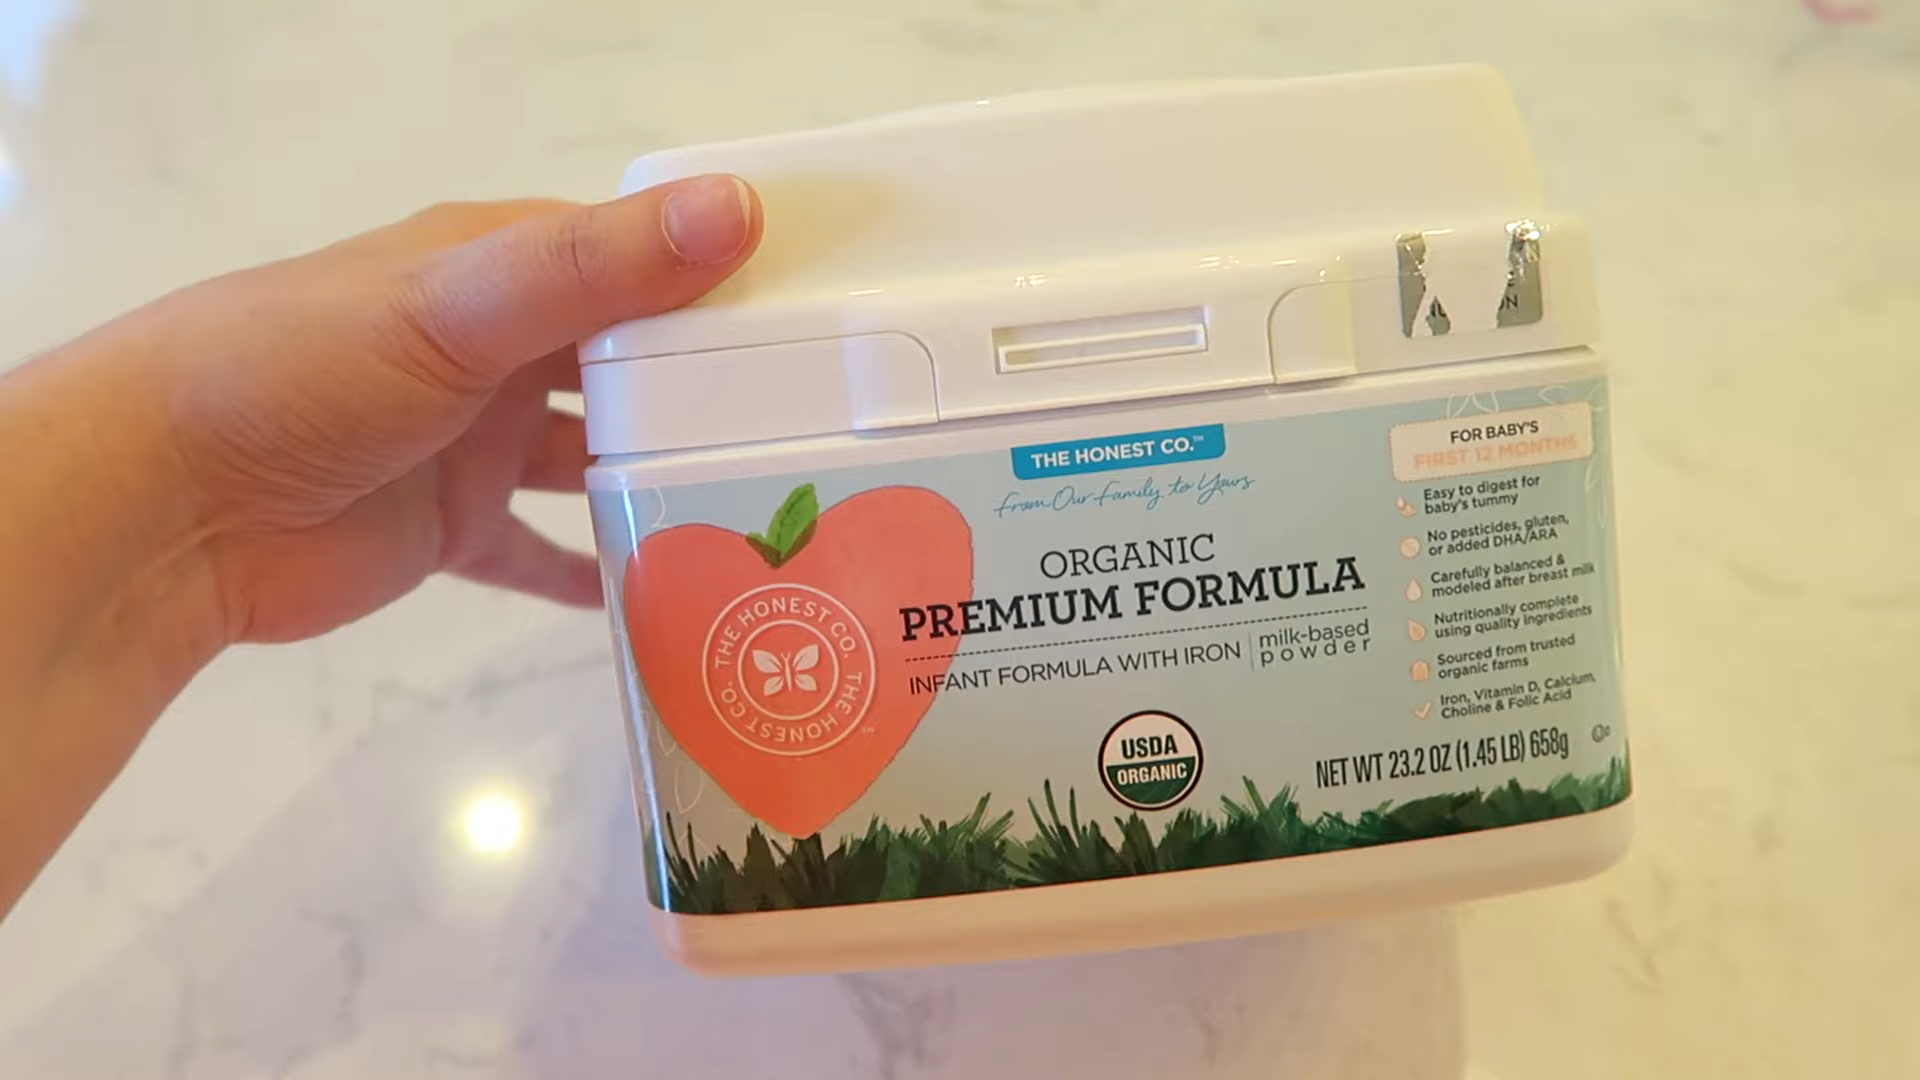 THE HONEST CO.™
from Our Family to Yours
ORGANIC
PREMIUM FORMULA
INFANT FORMULA WITH IRON
milk-based
powder
THE HONEST CO. THE HONEST CO.
™
USDA
ORGANIC
FOR BABY'S
FIRST 12 MONTHS
Easy to digest for
baby's tummy
No pesticides, gluten,
or added DHA/ARA
Carefully balanced &
modeled after breast milk
Nutritionally complete
using quality ingredients
Sourced from trusted
organic farms
Iron, Vitamin D, Calcium,
Choline & Folic Acid
NET WT 23.2 OZ (1.45 LB) 658g